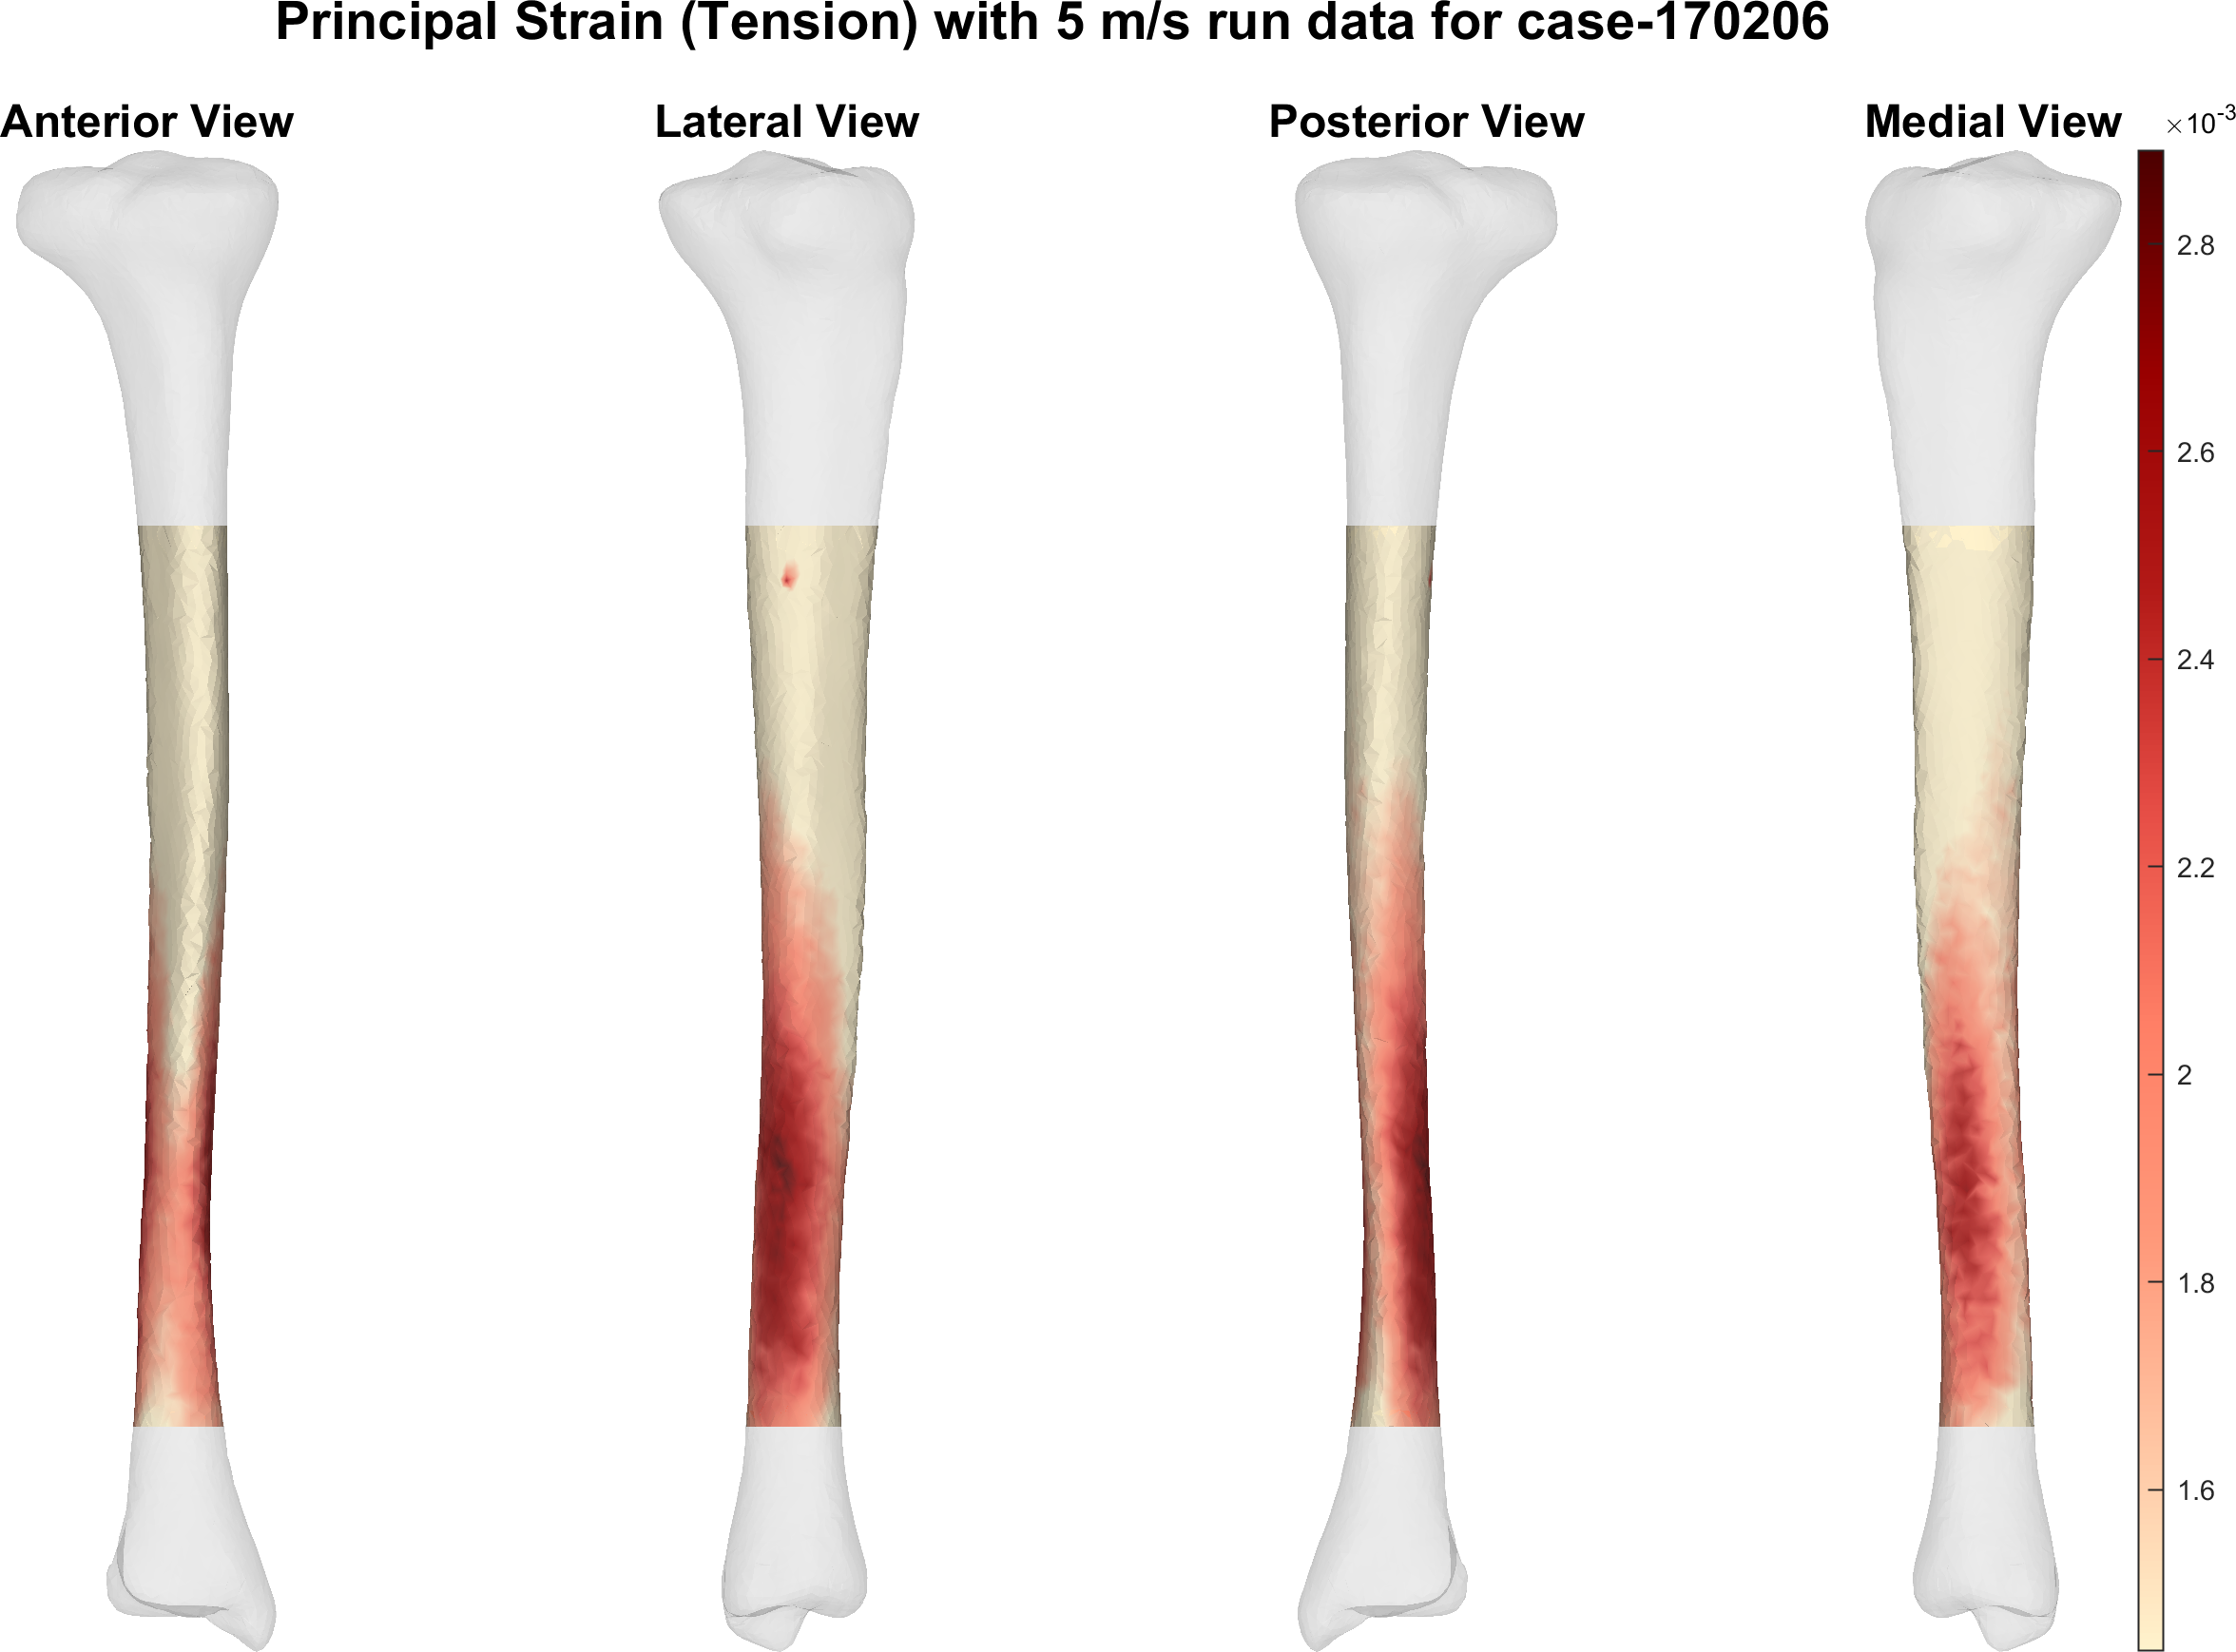 Principal Strain (Tension) with 5 m/s run data for case-170206
Anterior View
Lateral View
Posterior View
Medial View
×10⁻³
2.8
2.6
2.4
2.2
2
1.8
1.6